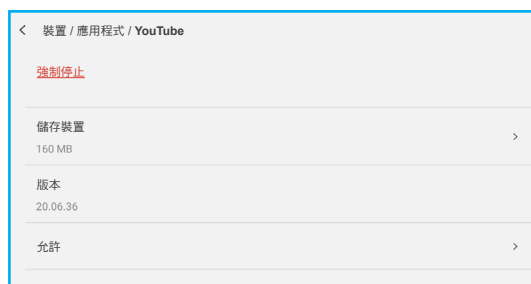 裝置 / 應用程式 / YouTube
強制停止
儲存裝置
160 MB
版本
20.06.36
允許